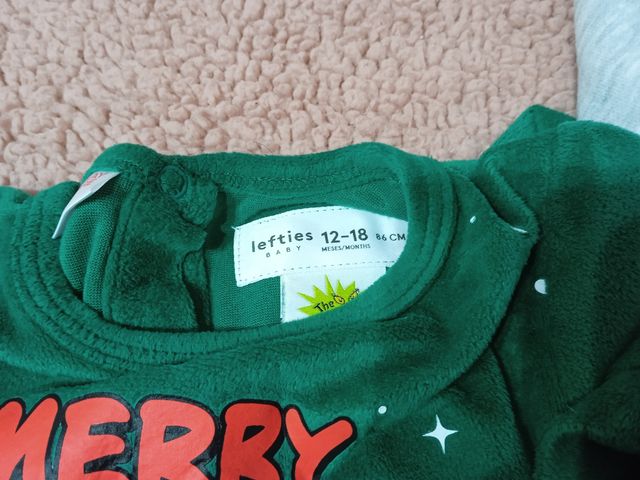 lefties 12-18 86 CM
BABY MESES/MONTHS
The
MERRY